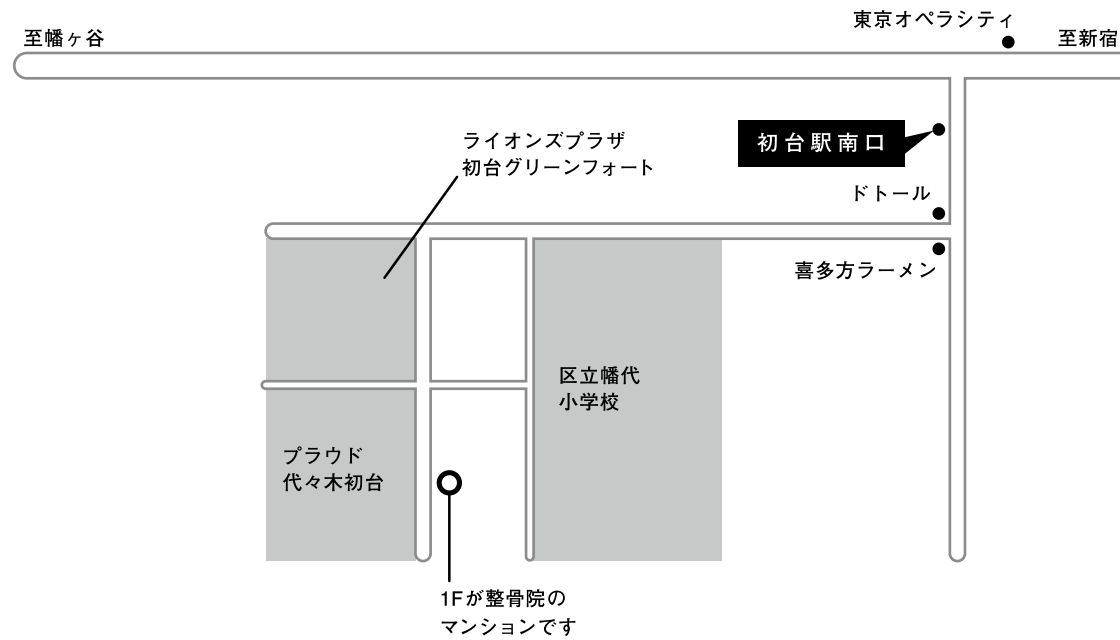 東京オペラシティ
至幡ヶ谷
至新宿
初台駅南口
ライオンズプラザ
初台グリーンフォート
ドトール
喜多方ラーメン
区立幡代
小学校
プラウド
代々木初台
1Fが整骨院の
マンションです